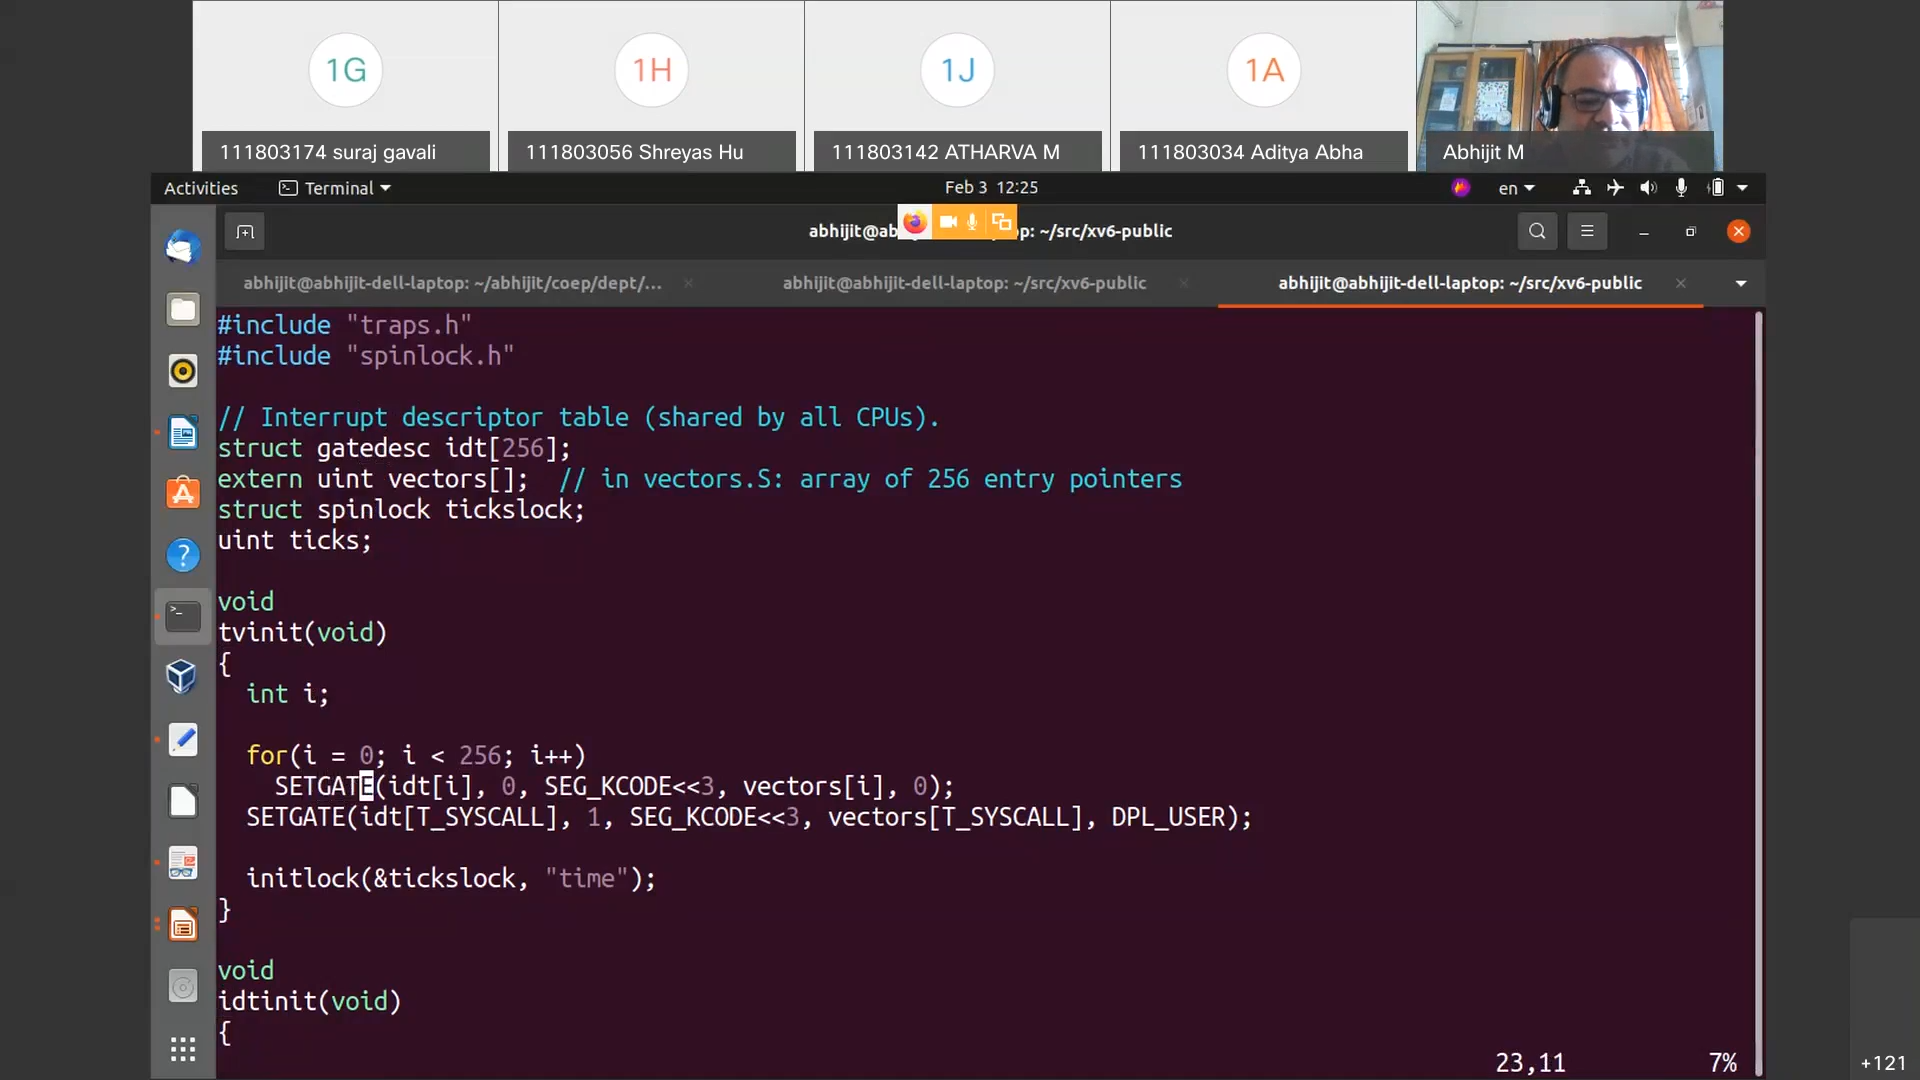 1G
1H
1J
1A
111803174 suraj gavali
111803056 Shreyas Hu
111803142 ATHARVA M
111803034 Aditya Abha
Abhijit M
Activities
Terminal
Feb 3 12:25
en
abhijit@ab
op: ~/src/xv6-public
abhijit@abhijit-dell-laptop: ~/abhijit/coep/dept/...
abhijit@abhijit-dell-laptop: ~/src/xv6-public
abhijit@abhijit-dell-laptop: ~/src/xv6-public
#include "traps.h"
#include "spinlock.h"
// Interrupt descriptor table (shared by all CPUs).
struct gatedesc idt[256];
extern uint vectors[];  // in vectors.S: array of 256 entry pointers
struct spinlock tickslock;
uint ticks;
void
tvinit(void)
{
  int i;
  for(i = 0; i < 256; i++)
    SETGATE(idt[i], 0, SEG_KCODE<<3, vectors[i], 0);
  SETGATE(idt[T_SYSCALL], 1, SEG_KCODE<<3, vectors[T_SYSCALL], DPL_USER);
  initlock(&tickslock, "time");
}
void
idtinit(void)
{
23,11
7%
+121